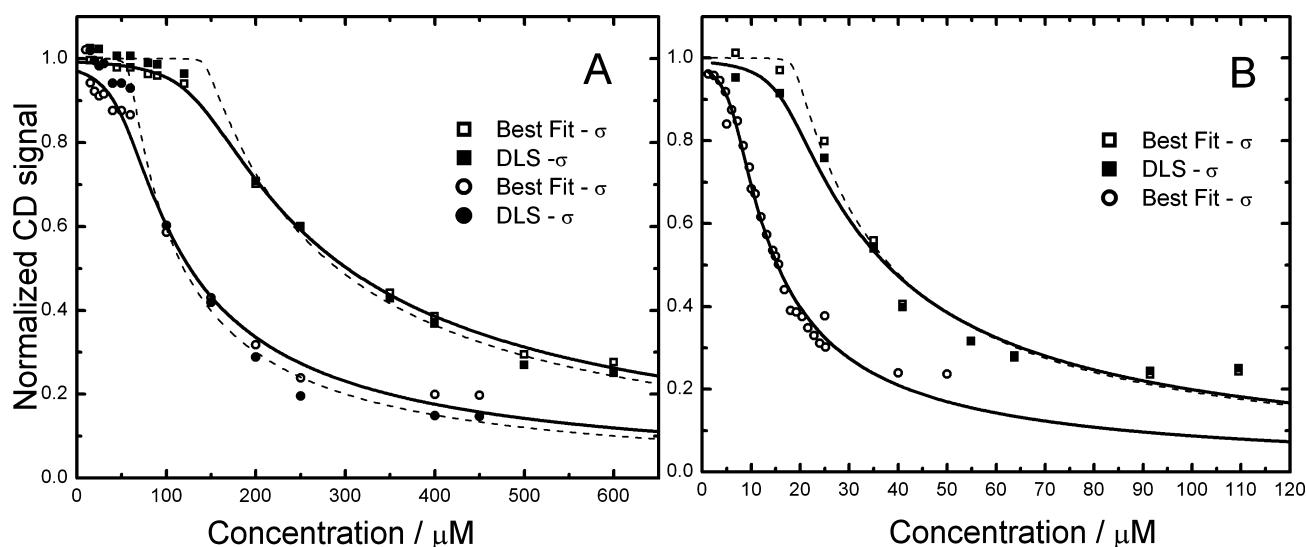 A
Normalized CD signal
1.0
0.8
0.6
0.4
0.2
0.0
Best Fit - σ
DLS -σ
Best Fit - σ
DLS - σ
0 100 200 300 400 500 600
Concentration / μM
B
1.0
0.8
0.6
0.4
0.2
0.0
Best Fit - σ
DLS - σ
Best Fit - σ
0 10 20 30 40 50 60 70 80 90 100 110 120
Concentration / μM